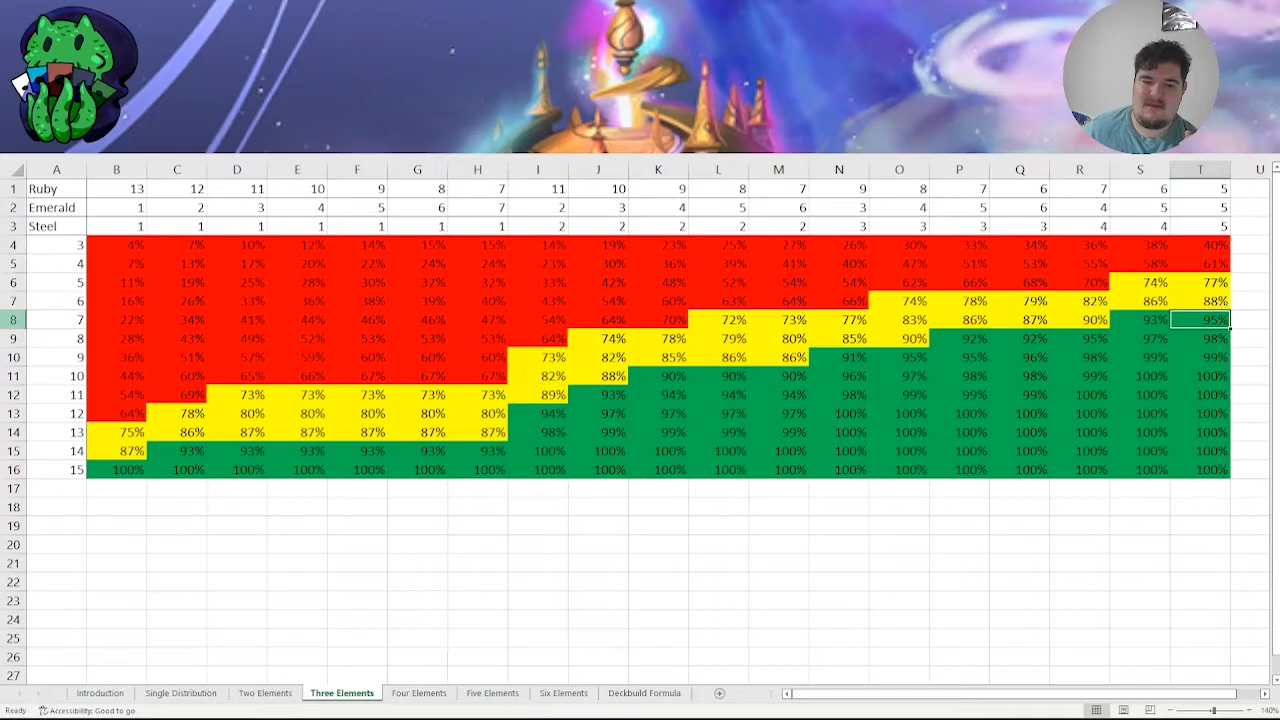 A B C D E F G H I J K L M N O P Q R S T U
1 Ruby 13 12 11 10 9 8 7 11 10 9 8 7 9 8 7 6 7 6 5
2 Emerald 1 2 3 4 5 6 7 2 3 4 5 6 3 4 5 6 4 5 5
3 Steel 1 1 1 1 1 1 1 2 2 2 2 2 3 3 3 3 4 4 5
4 3 4% 7% 10% 12% 14% 15% 15% 14% 19% 23% 25% 27% 26% 30% 33% 34% 36% 38% 40%
5 4 7% 13% 17% 20% 22% 24% 24% 23% 30% 36% 39% 41% 40% 47% 51% 53% 55% 58% 61%
6 5 11% 19% 25% 28% 30% 32% 32% 33% 42% 48% 52% 54% 54% 62% 66% 68% 70% 74% 77%
7 6 16% 26% 33% 36% 38% 39% 40% 43% 54% 60% 63% 64% 66% 74% 78% 79% 82% 86% 88%
8 7 22% 34% 41% 44% 46% 46% 47% 54% 64% 70% 72% 73% 77% 83% 86% 87% 90% 93% 95%
9 8 28% 43% 49% 52% 53% 53% 53% 64% 74% 78% 79% 80% 85% 90% 92% 92% 95% 97% 98%
10 9 36% 51% 57% 59% 60% 60% 60% 73% 82% 85% 86% 86% 91% 95% 95% 96% 98% 99% 99%
11 10 44% 60% 65% 66% 67% 67% 67% 82% 88% 90% 90% 90% 96% 97% 98% 98% 99% 100% 100%
12 11 54% 69% 73% 73% 73% 73% 73% 89% 93% 94% 94% 94% 98% 99% 99% 99% 100% 100% 100%
13 12 64% 78% 80% 80% 80% 80% 80% 94% 97% 97% 97% 97% 100% 100% 100% 100% 100% 100% 100%
14 13 75% 86% 87% 87% 87% 87% 87% 98% 99% 99% 99% 99% 100% 100% 100% 100% 100% 100% 100%
15 14 87% 93% 93% 93% 93% 93% 93% 100% 100% 100% 100% 100% 100% 100% 100% 100% 100% 100% 100%
16 15 100% 100% 100% 100% 100% 100% 100% 100% 100% 100% 100% 100% 100% 100% 100% 100% 100% 100% 100%
17
18
19
20
21
22
23
24
25
26
27
Introduction Single Distribution Two Elements Three Elements Four Elements Five Elements Six Elements Deckbuild Formula
Ready Accessibility: Good to go 140%